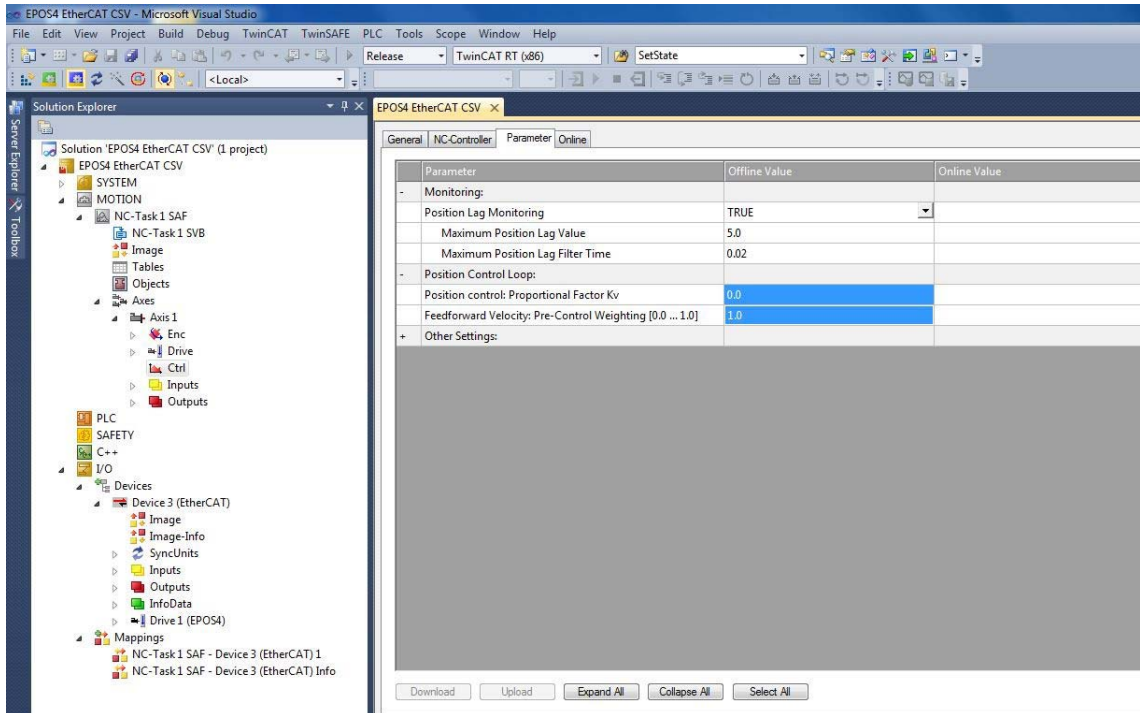 EPOS4 EtherCAT CSV - Microsoft Visual Studio
File Edit View Project Build Debug TwinCAT TwinSAFE PLC Tools Scope Window Help
Release TwinCAT RT (x86) SetState
<Local>
Server Explorer
Toolbox
Solution Explorer
Solution 'EPOS4 EtherCAT CSV' (1 project)
EPOS4 EtherCAT CSV
SYSTEM
MOTION
NC-Task 1 SAF
NC-Task 1 SVB
Image
Tables
Objects
Axes
Axis 1
Enc
Drive
Ctrl
Inputs
Outputs
PLC
SAFETY
C++
I/O
Devices
Device 3 (EtherCAT)
Image
Image-Info
SyncUnits
Inputs
Outputs
InfoData
Drive 1 (EPOS4)
Mappings
NC-Task 1 SAF - Device 3 (EtherCAT) 1
NC-Task 1 SAF - Device 3 (EtherCAT) Info
EPOS4 EtherCAT CSV
General NC-Controller Parameter Online
Parameter Offline Value Online Value
- Monitoring:
Position Lag Monitoring TRUE
Maximum Position Lag Value 5.0
Maximum Position Lag Filter Time 0.02
- Position Control Loop:
Position control: Proportional Factor Kv 0.0
Feedforward Velocity: Pre-Control Weighting [0.0 ... 1.0] 1.0
+ Other Settings:
Download Upload Expand All Collapse All Select All